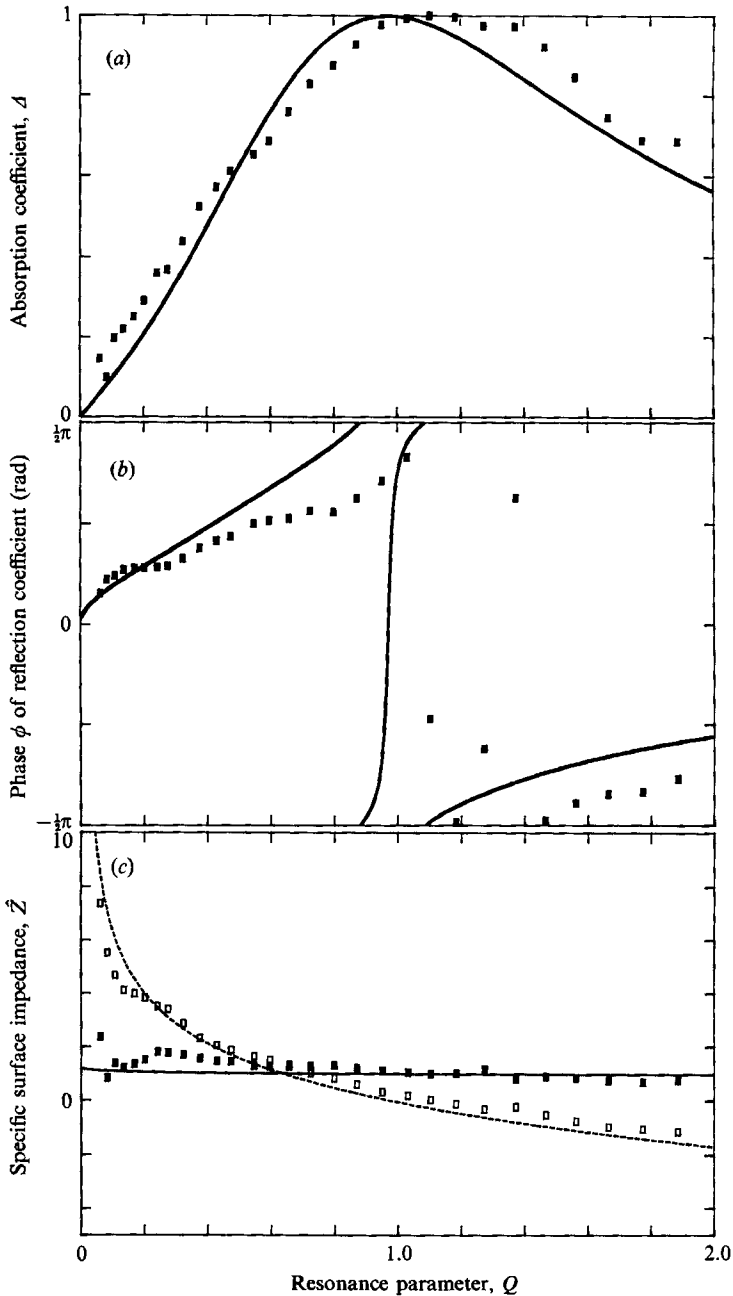 1
(a)
Absorption coefficient, Δ
0
½π
(b)
Phase ϕ of reflection coefficient (rad)
0
−½π
10
(c)
Specific surface impedance, Ẑ
0
0
1.0
2.0
Resonance parameter, Q